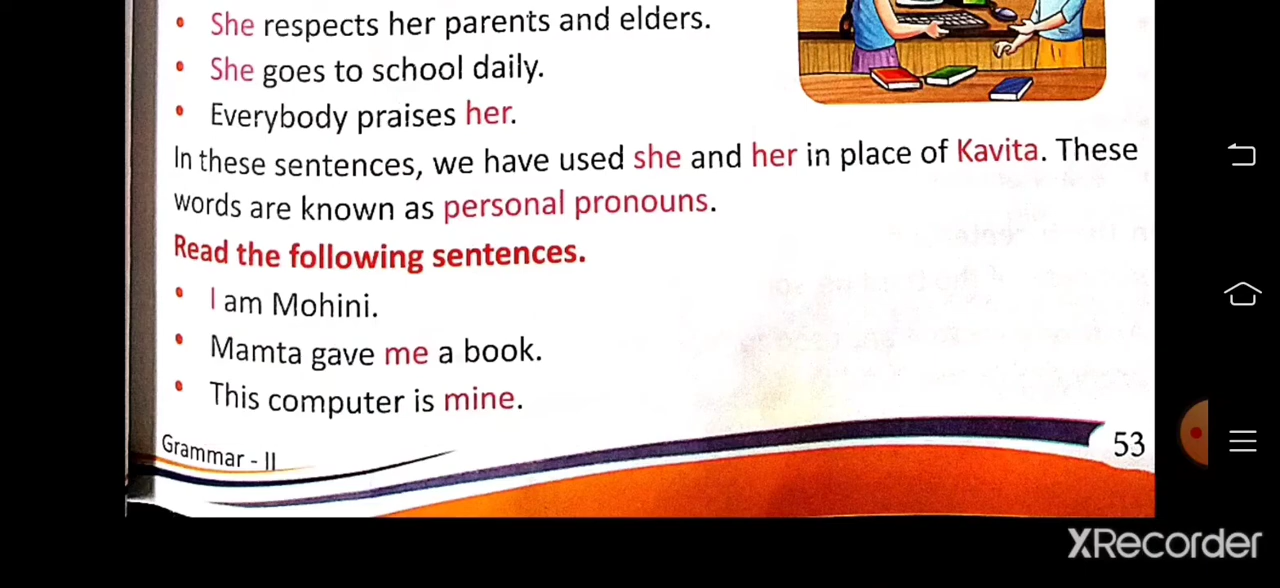 • She respects her parents and elders.
• She goes to school daily.
• Everybody praises her.
In these sentences, we have used she and her in place of Kavita. These
words are known as personal pronouns.
Read the following sentences.
• I am Mohini.
• Mamta gave me a book.
• This computer is mine.
Grammar - II
53
XRecorder